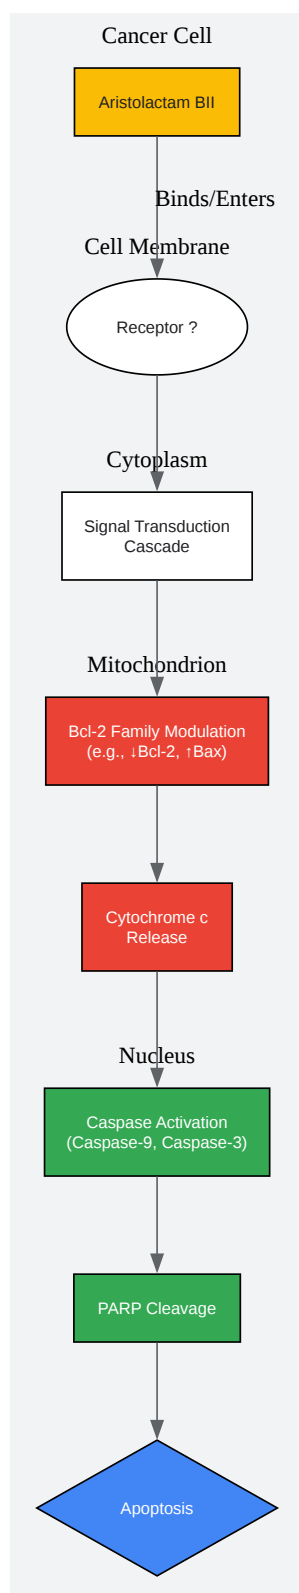 Cancer Cell
Aristolactam BII
Binds/Enters
Cell Membrane
Receptor ?
Cytoplasm
Signal Transduction
Cascade
Mitochondrion
Bcl-2 Family Modulation
(e.g., ↓Bcl-2, ↑Bax)
Cytochrome c
Release
Nucleus
Caspase Activation
(Caspase-9, Caspase-3)
PARP Cleavage
Apoptosis